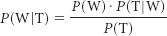 P(W|T) = P(W) · P(T|W) / P(T)